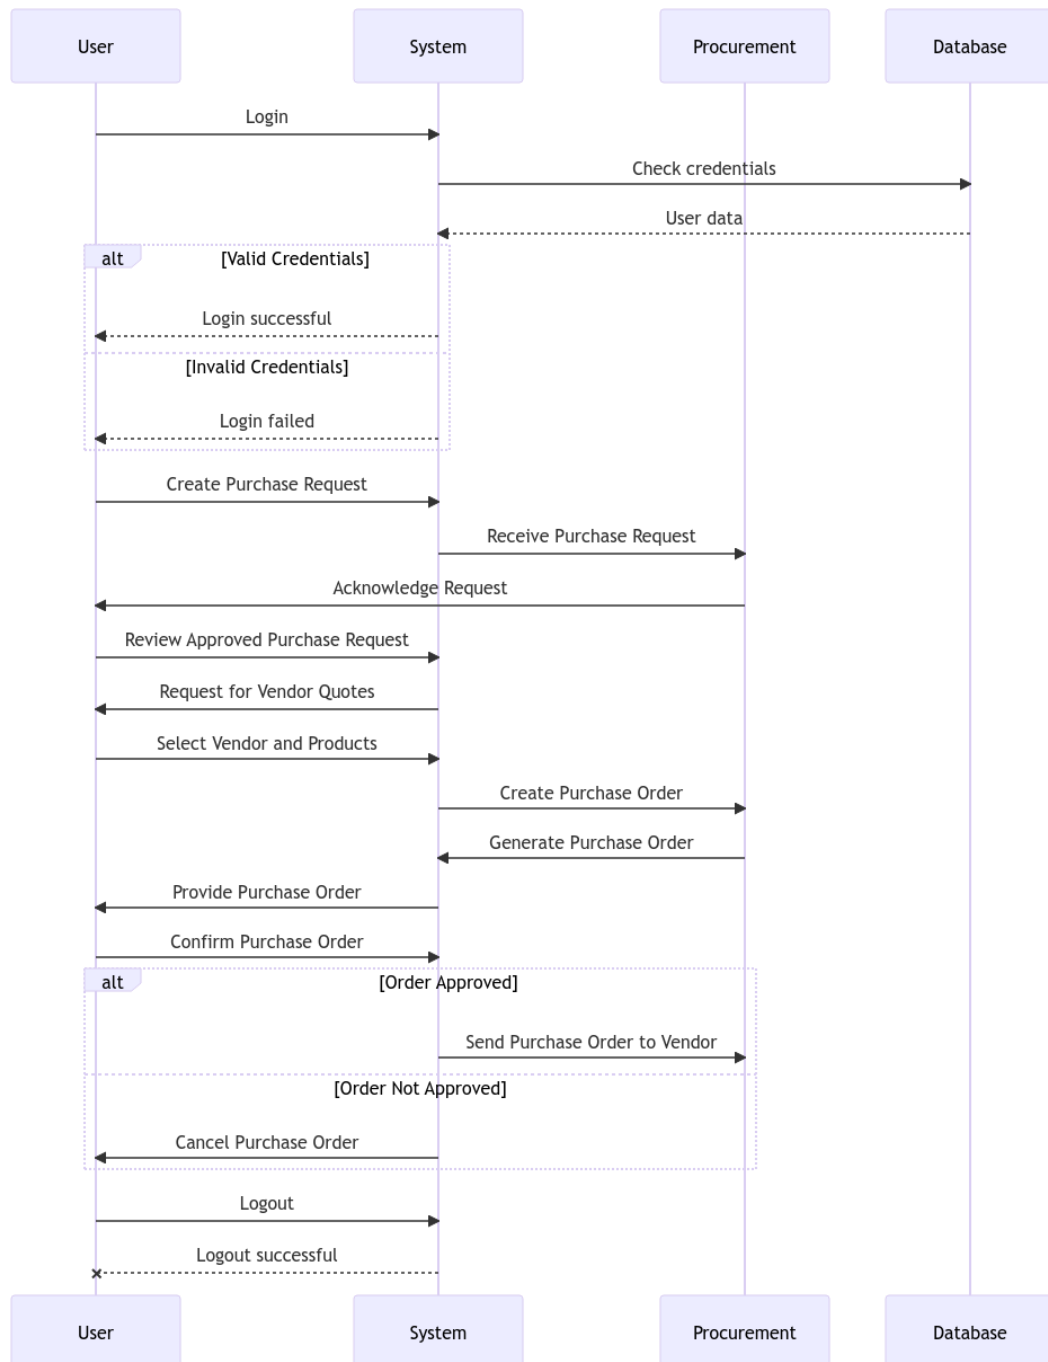 User System Procurement Database
Login
Check credentials
User data
alt [Valid Credentials]
Login successful
[Invalid Credentials]
Login failed
Create Purchase Request
Receive Purchase Request
Acknowledge Request
Review Approved Purchase Request
Request for Vendor Quotes
Select Vendor and Products
Create Purchase Order
Generate Purchase Order
Provide Purchase Order
Confirm Purchase Order
alt [Order Approved]
Send Purchase Order to Vendor
[Order Not Approved]
Cancel Purchase Order
Logout
Logout successful
User System Procurement Database